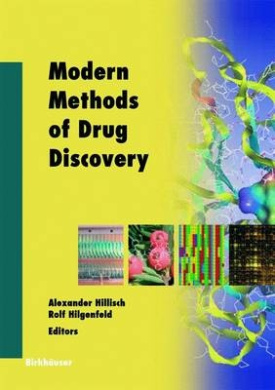 Modern
Methods
of Drug
Discovery
Alexander Hillisch
Rolf Hilgenfeld
Editors
Birkhäuser